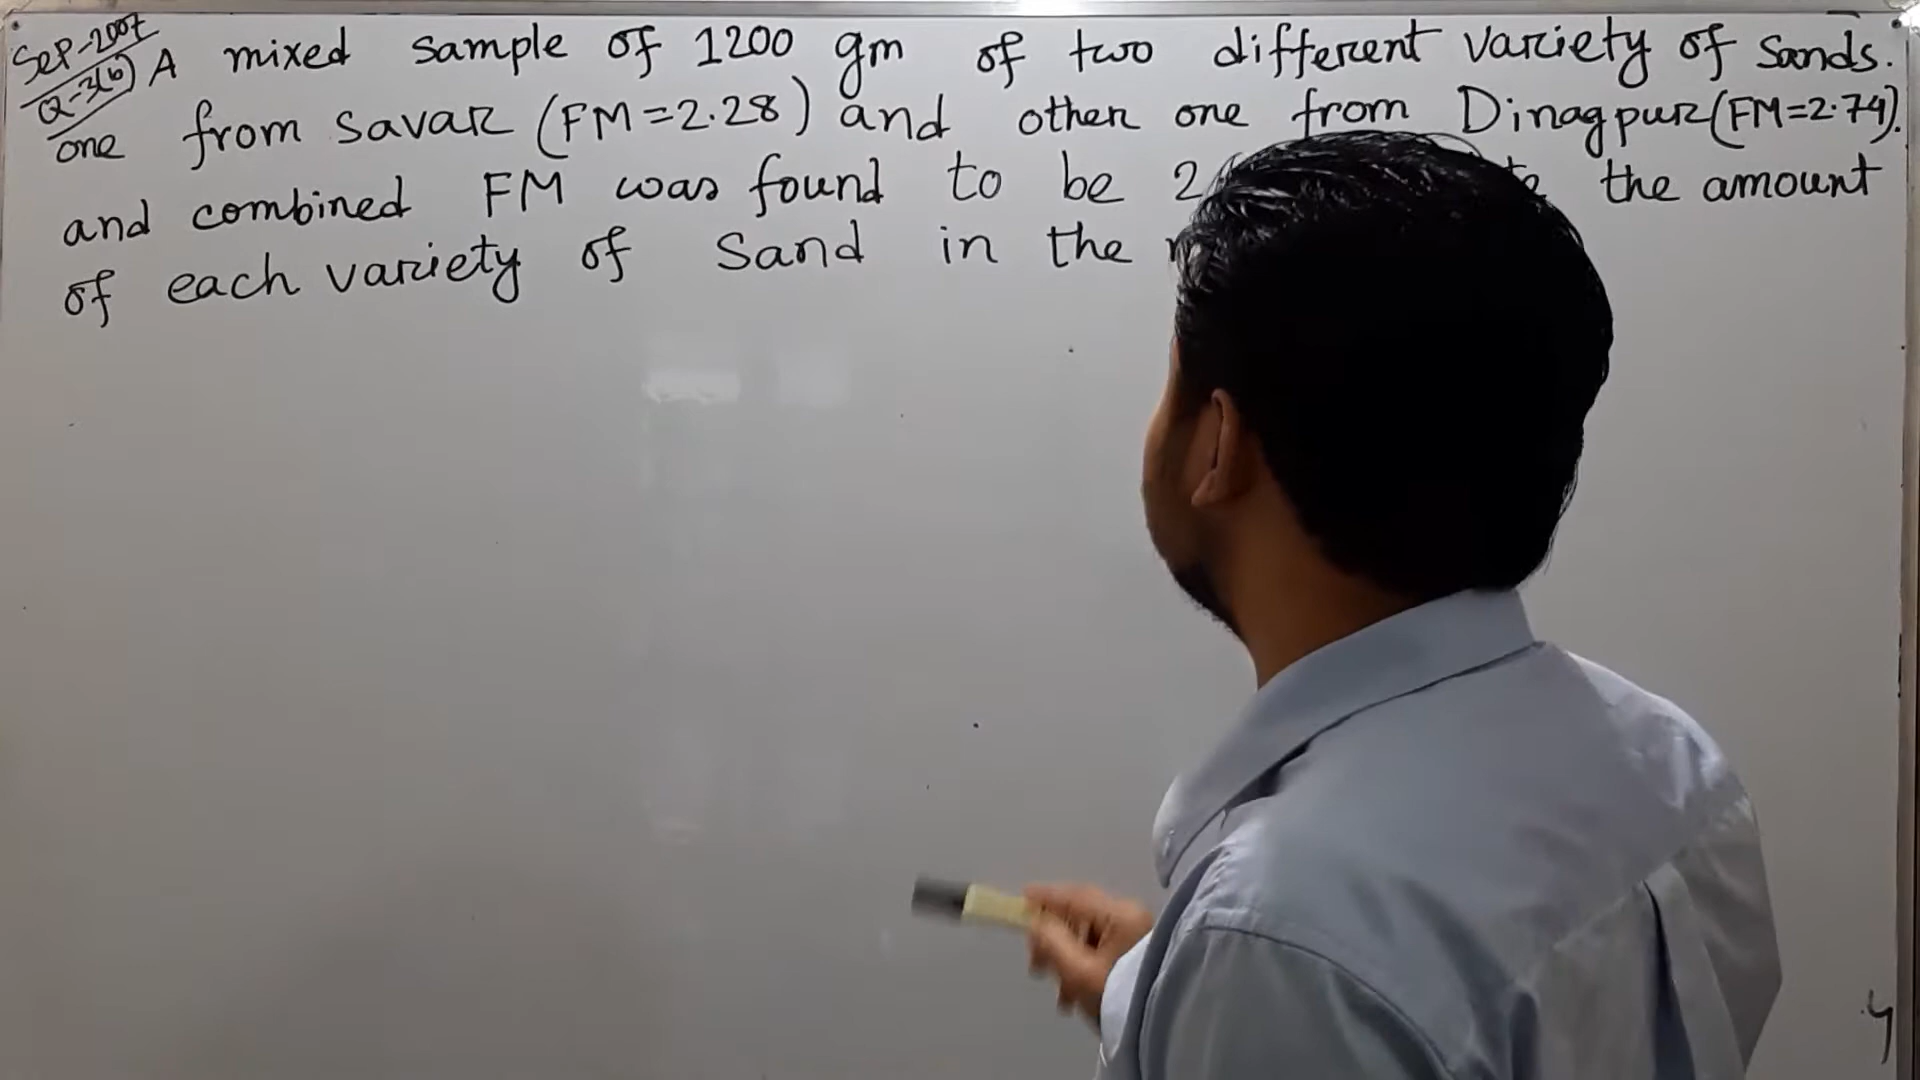 Sep-2007
Q-3(b)
A mixed sample of 1200 gm of two different variety of sands.
one from savar (FM=2.28) and other one from Dinagpur (FM=2.74).
and combined FM was found to be 2 the amount
of each variety of sand in the
4